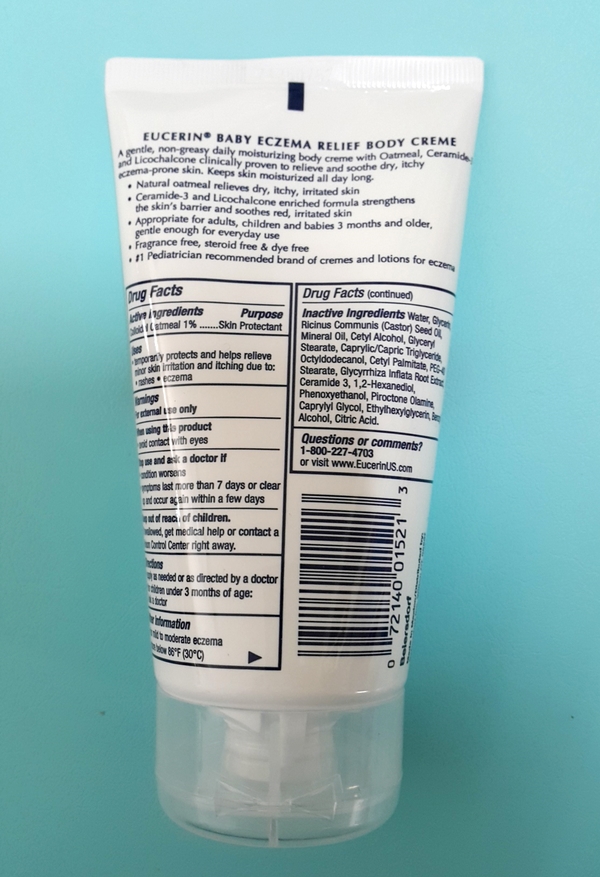 EUCERIN® BABY ECZEMA RELIEF BODY CREME
A gentle, non-greasy daily moisturizing body creme with Oatmeal, Ceramide-
and Licochalcone clinically proven to relieve and soothe dry, itchy
eczema-prone skin. Keeps skin moisturized all day long.
• Natural oatmeal relieves dry, itchy, irritated skin
• Ceramide-3 and Licochalcone enriched formula strengthens
the skin's barrier and soothes red, irritated skin
• Appropriate for adults, children and babies 3 months and older,
gentle enough for everyday use
• Fragrance free, steroid free & dye free
• #1 Pediatrician recommended brand of cremes and lotions for eczema
Drug Facts
Active Ingredients Purpose
Oatmeal 1% .......Skin Protectant
Uses
temporarily protects and helps relieve
minor skin irritation and itching due to:
• rashes • eczema
Warnings
external use only
using this product
contact with eyes
use and ask a doctor if
condition worsens
symptoms last more than 7 days or clear
and occur again within a few days
out of reach of children.
get medical help or contact a
Control Center right away.
as needed or as directed by a doctor
children under 3 months of age:
a doctor
information
mild to moderate eczema
below 86°F (30°C)
Drug Facts (continued)
Inactive Ingredients Water, Glycerin
Ricinus Communis (Castor) Seed Oil,
Mineral Oil, Cetyl Alcohol, Glyceryl
Stearate, Caprylic/Capric Triglyceride,
Octyldodecanol, Cetyl Palmitate, PEG-40
Stearate, Glycyrrhiza Inflata Root Extract
Ceramide 3, 1,2-Hexanediol,
Phenoxyethanol, Piroctone Olamine,
Caprylyl Glycol, Ethylhexylglycerin,
Alcohol, Citric Acid.
Questions or comments?
1-800-227-4703
or visit www.EucerinUS.com
0 72140 01521 3
Beiersdorf